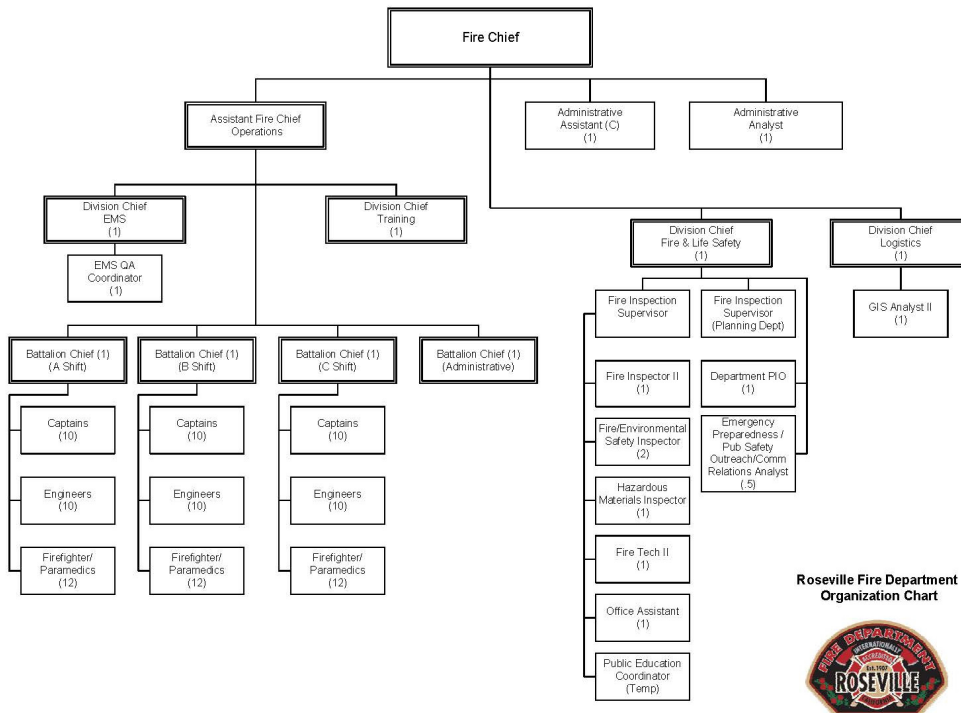 Fire Chief
Assistant Fire Chief
Operations
Administrative
Assistant (C)
(1)
Administrative
Analyst
(1)
Division Chief
EMS
(1)
Division Chief
Training
(1)
Division Chief
Fire & Life Safety
(1)
Division Chief
Logistics
(1)
EMS QA
Coordinator
(1)
Fire Inspection
Supervisor
Fire Inspection
Supervisor
(Planning Dept)
GIS Analyst II
(1)
Battalion Chief (1)
(A Shift)
Battalion Chief (1)
(B Shift)
Battalion Chief (1)
(C Shift)
Battalion Chief (1)
(Administrative)
Fire Inspector II
(1)
Department PIO
(1)
Captains
(10)
Captains
(10)
Captains
(10)
Fire/Environmental
Safety Inspector
(2)
Emergency
Preparedness /
Pub Safety
Outreach/Comm
Relations Analyst
(.5)
Engineers
(10)
Engineers
(10)
Engineers
(10)
Hazardous
Materials Inspector
(1)
Firefighter/
Paramedics
(12)
Firefighter/
Paramedics
(12)
Firefighter/
Paramedics
(12)
Fire Tech II
(1)
Office Assistant
(1)
Public Education
Coordinator
(Temp)
Roseville Fire Department
Organization Chart
FIRE DEPARTMENT
INTERNATIONALLY
ACCREDITED
Est. 1907
ROSEVILLE